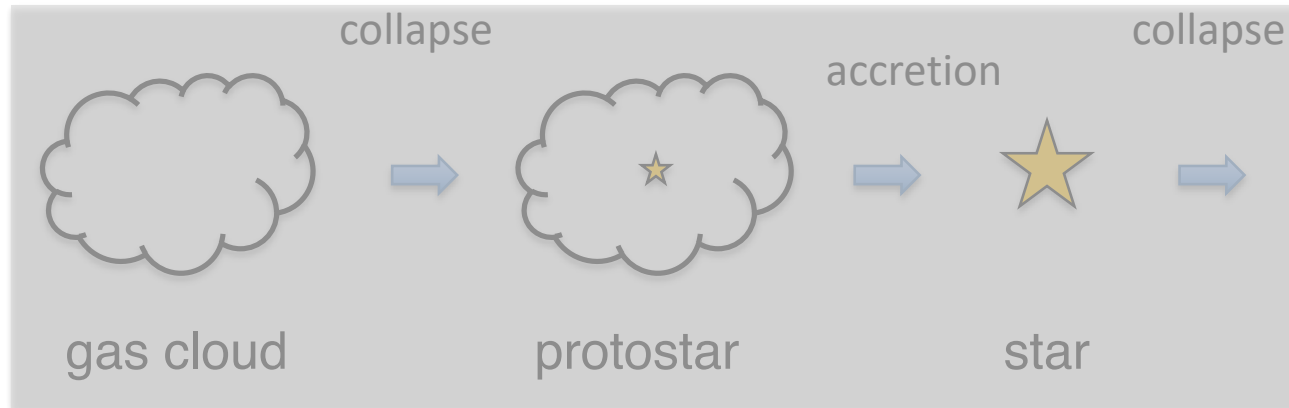 collapse
collapse
accretion
gas cloud
protostar
star